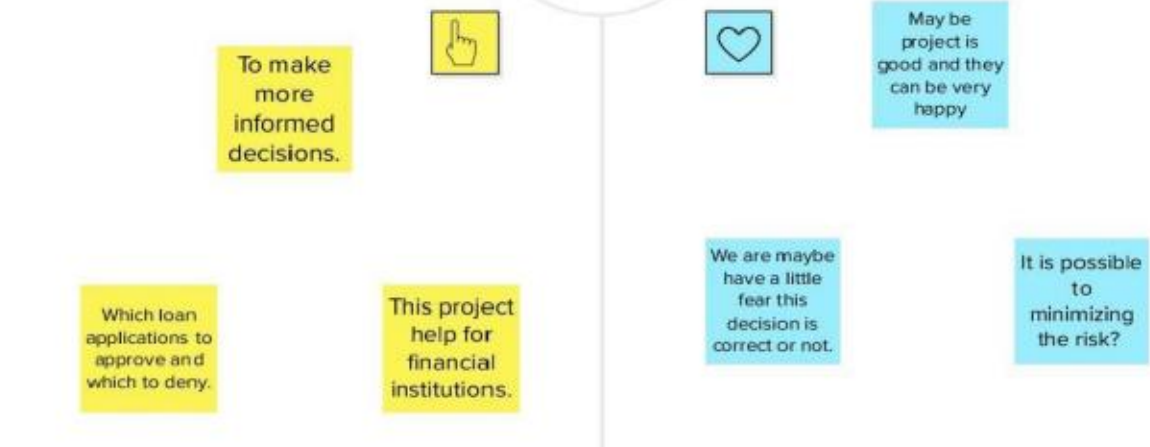 To make
more
informed
decisions.
Which loan
applications to
approve and
which to deny.
This project
help for
financial
institutions.
May be
project is
good and they
can be very
happy
We are maybe
have a little
fear this
decision is
correct or not.
It is possible
to
minimizing
the risk?